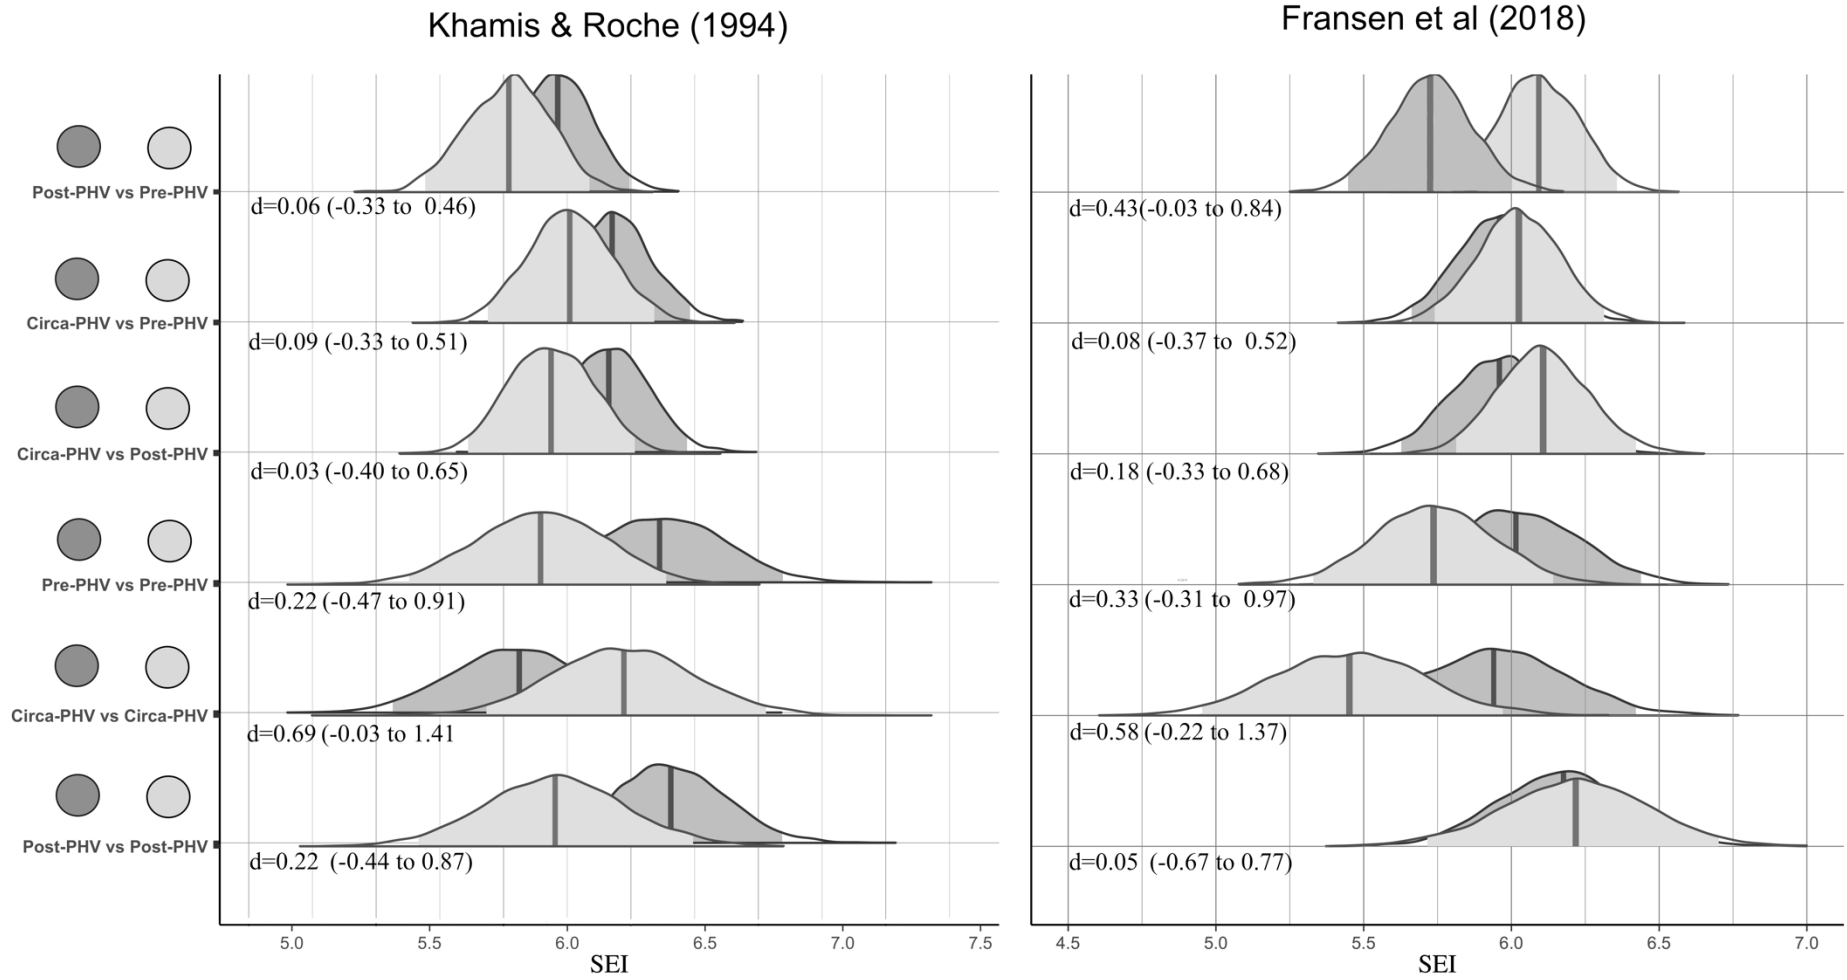 Khamis & Roche (1994)
Fransen et al (2018)
Post-PHV vs Pre-PHV
d=0.06 (-0.33 to 0.46)
d=0.43(-0.03 to 0.84)
Circa-PHV vs Pre-PHV
d=0.09 (-0.33 to 0.51)
d=0.08 (-0.37 to 0.52)
Circa-PHV vs Post-PHV
d=0.03 (-0.40 to 0.65)
d=0.18 (-0.33 to 0.68)
Pre-PHV vs Pre-PHV
d=0.22 (-0.47 to 0.91)
d=0.33 (-0.31 to 0.97)
Circa-PHV vs Circa-PHV
d=0.69 (-0.03 to 1.41
d=0.58 (-0.22 to 1.37)
Post-PHV vs Post-PHV
d=0.22 (-0.44 to 0.87)
d=0.05 (-0.67 to 0.77)
5.0 5.5 6.0 6.5 7.0 7.5
4.5 5.0 5.5 6.0 6.5 7.0
SEI
SEI